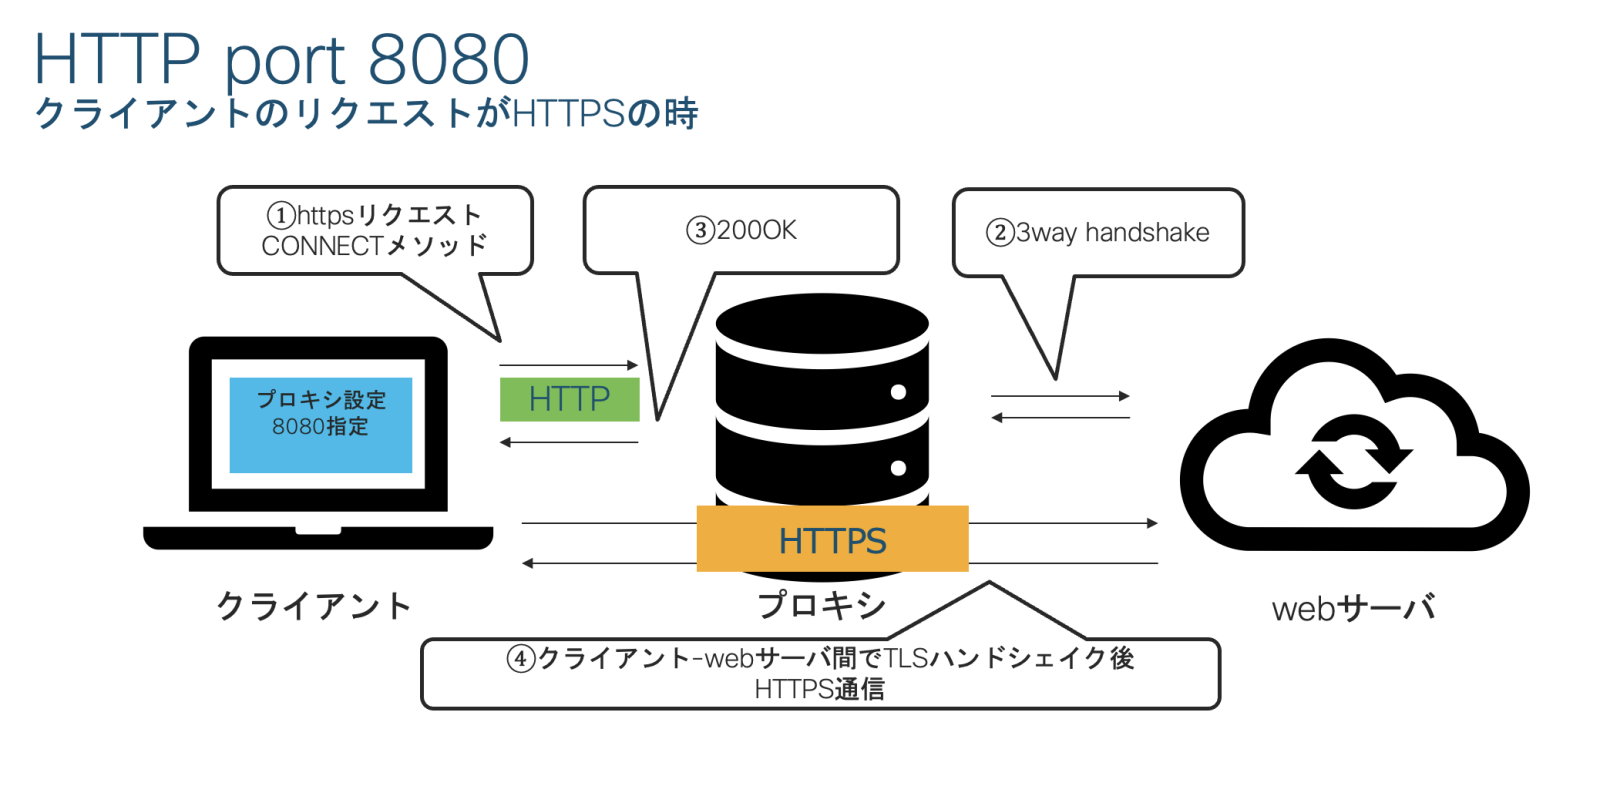 HTTP port 8080
クライアントのリクエストがHTTPSの時
①httpsリクエスト
CONNECTメソッド
③200OK
②3way handshake
プロキシ設定
8080指定
HTTP
HTTPS
クライアント
プロキシ
webサーバ
④クライアント-webサーバ間でTLSハンドシェイク後
HTTPS通信